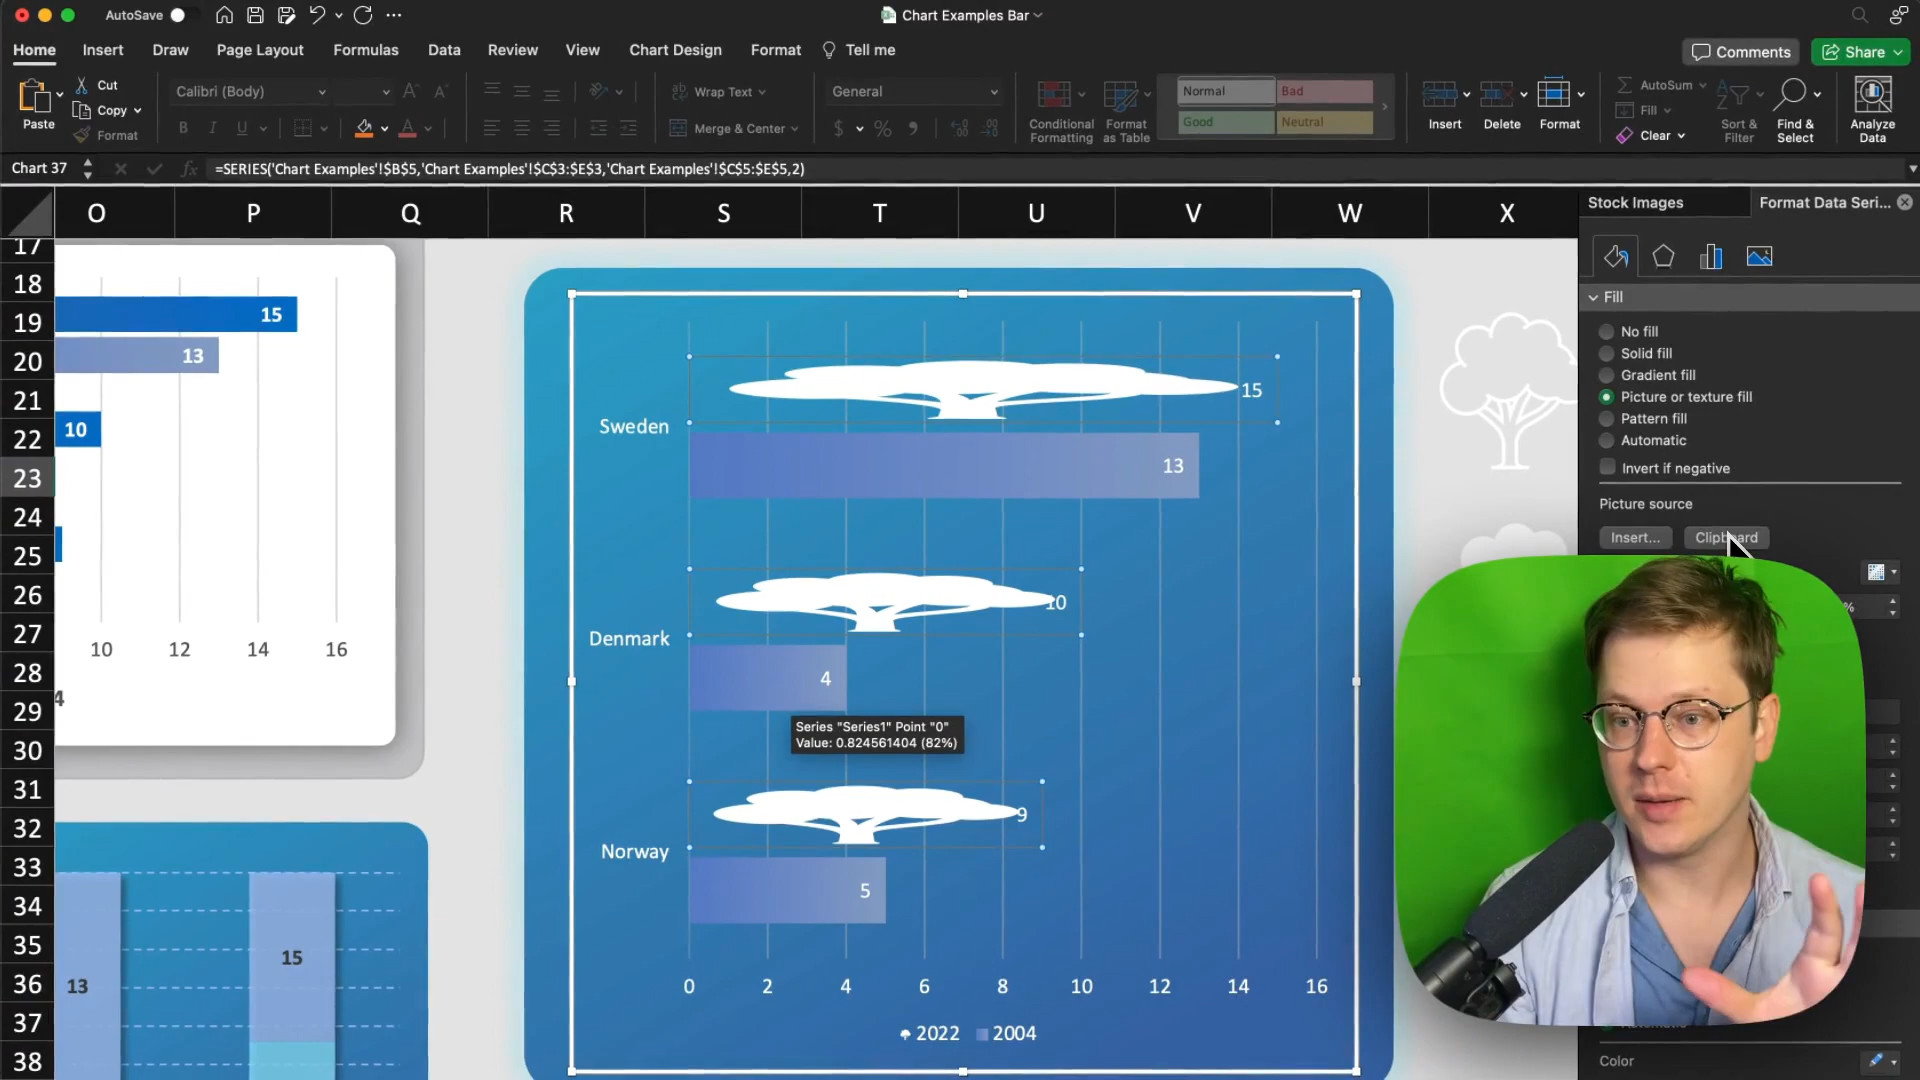 AutoSave
Chart Examples Bar
Home Insert Draw Page Layout Formulas Data Review View Chart Design Format Tell me
Comments Share
Paste
Cut
Copy
Format
Calibri (Body)
A A
B I U A
Wrap Text
Merge & Center
General
$ %
Conditional Formatting
Format as Table
Normal Bad
Good Neutral
Insert Delete Format
AutoSum
Fill
Clear
Sort & Filter
Find & Select
Analyze Data
Chart 37 fx =SERIES('Chart Examples'!$B$5,'Chart Examples'!$C$3:$E$3,'Chart Examples'!$C$5:$E$5,2)
O P Q R S T U V W X
17
18
19
20
21
22
23
24
25
26
27
28
29
30
31
32
33
34
35
36
37
38
15
13
10
10 12 14 16
4
13
15
Sweden
15
13
Denmark
10
4
Series "Series1" Point "0"
Value: 0.824561404 (82%)
Norway
9
5
0 2 4 6 8 10 12 14 16
2022 2004
Stock Images Format Data Seri...
Fill
No fill
Solid fill
Gradient fill
Picture or texture fill
Pattern fill
Automatic
Invert if negative
Picture source
Insert... Clipboard
%
Color